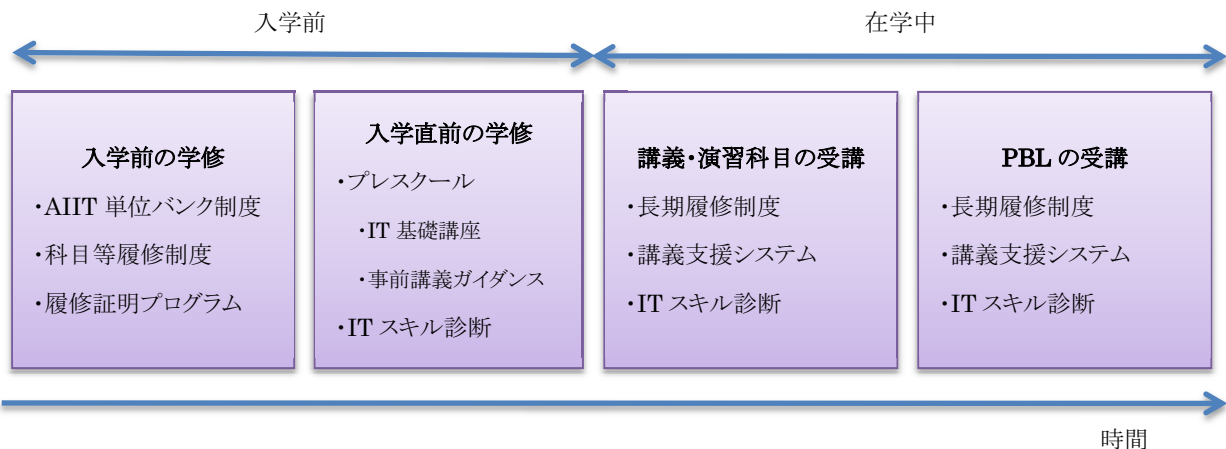 入学前
在学中
入学前の学修
・AIIT 単位バンク制度
・科目等履修制度
・履修証明プログラム
入学直前の学修
・プレスクール
・IT 基礎講座
・事前講義ガイダンス
・IT スキル診断
講義・演習科目の受講
・長期履修制度
・講義支援システム
・IT スキル診断
PBL の受講
・長期履修制度
・講義支援システム
・IT スキル診断
時間